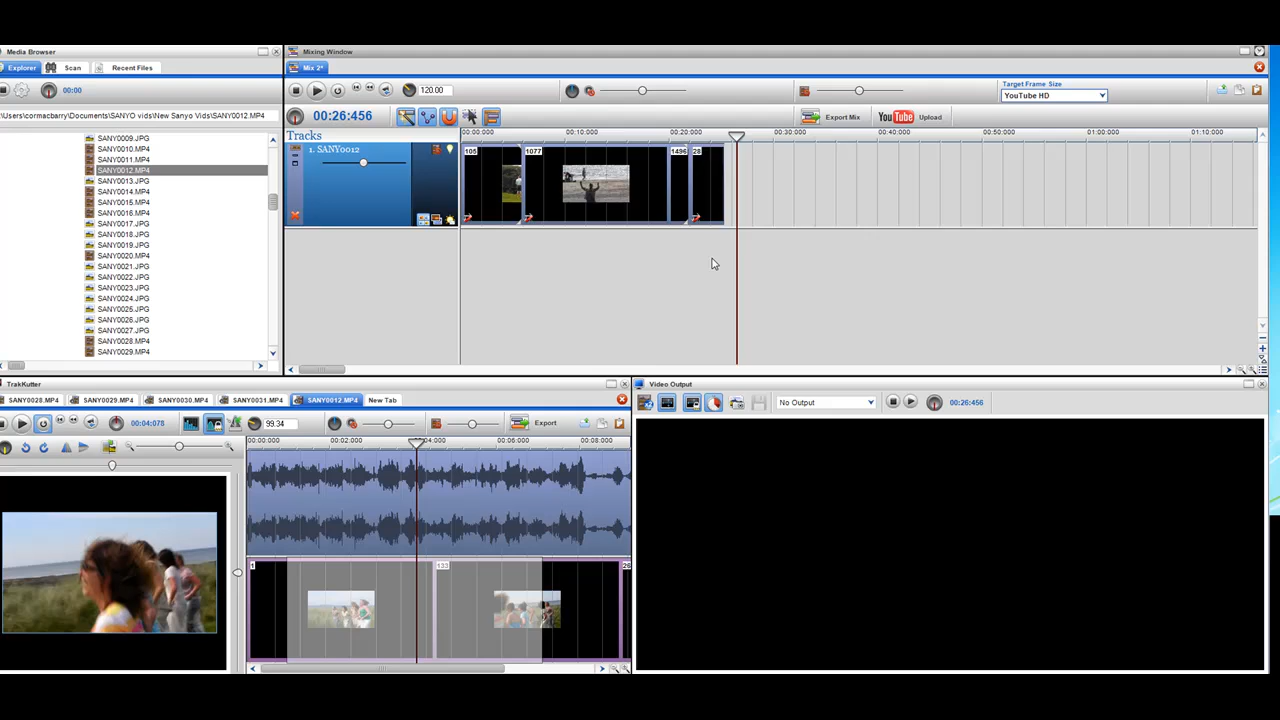 Media Browser
Mixing Window
Explorer Scan Recent Files
Mix 2*
00:00
120.00
Target Frame Size
YouTube HD
\Users\cormacbarry\Documents\SANYO vids\New Sanyo Vids\SANY0012.MP4
00:26:456
Export Mix
YouTube Upload
Tracks
00:00:000 00:10:000 00:20:000 00:30:000 00:40:000 00:50:000 01:00:000 01:10:000
1. SANY0012
105 1077 1496 28
SANY0009.JPG
SANY0010.MP4
SANY0011.MP4
SANY0012.MP4
SANY0013.JPG
SANY0014.MP4
SANY0015.MP4
SANY0016.MP4
SANY0017.JPG
SANY0018.JPG
SANY0019.JPG
SANY0020.MP4
SANY0021.JPG
SANY0022.JPG
SANY0023.JPG
SANY0024.JPG
SANY0025.JPG
SANY0026.JPG
SANY0027.JPG
SANY0028.MP4
SANY0029.MP4
TrakKutter
Video Output
SANY0028.MP4 SANY0029.MP4 SANY0030.MP4 SANY0031.MP4 SANY0012.MP4 New Tab
No Output
00:26:456
00:04:078
99.34
Export
00:00:000 00:02:000 04:000 00:06:000 00:08:000
1 133 26